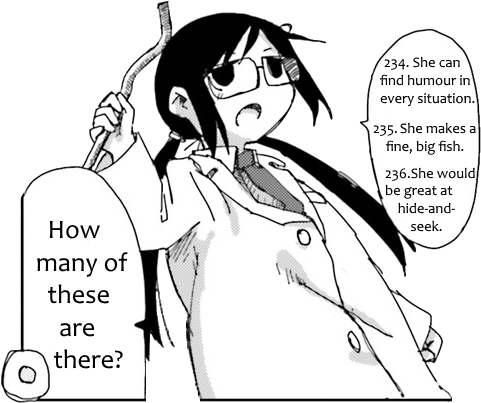 234. She can
find humour in
every situation.
235. She makes a
fine, big fish.
236.She would
be great at
hide-and-
seek.
How
many of
these
are
there?